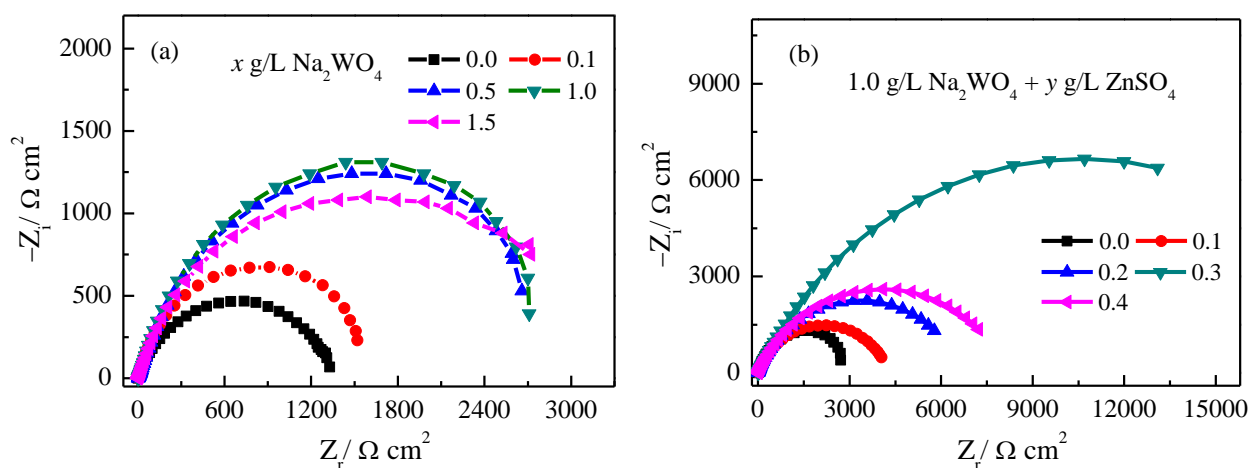 (a)
x g/L Na₂WO₄
0.0 0.1
0.5 1.0
1.5
2000
1500
1000
500
0
–Zᵢ/ Ω cm²
0 600 1200 1800 2400 3000
Zᵣ/ Ω cm²
(b)
1.0 g/L Na₂WO₄ + y g/L ZnSO₄
0.0 0.1
0.2 0.3
0.4
9000
6000
3000
0
–Zᵢ/ Ω cm²
0 3000 6000 9000 12000 15000
Zᵣ/ Ω cm²